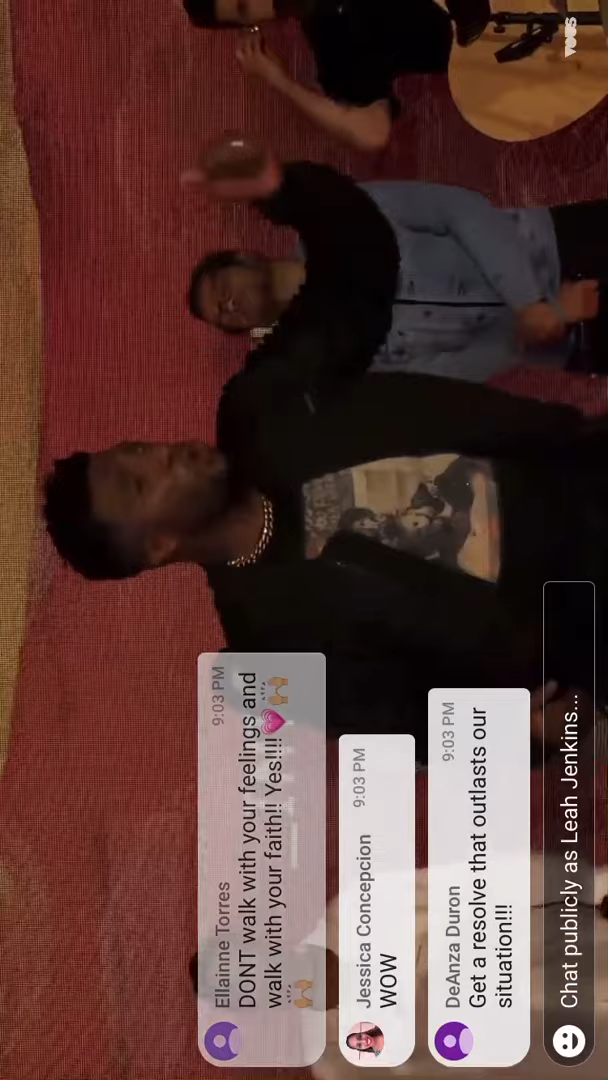 Ellainne Torres 9:03 PM
DONT walk with your feelings and
walk with your faith!! Yes!!!!💗🙌🏽
🙌🏽
Jessica Concepcion 9:03 PM
WOW
DeAnza Duron 9:03 PM
Get a resolve that outlasts our
situation!!!
Chat publicly as Leah Jenkins...
VOUS